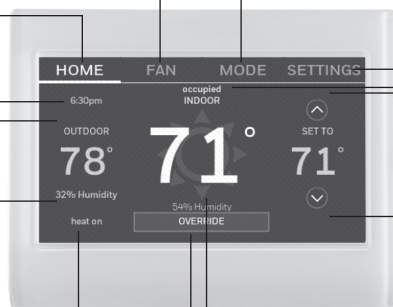 HOME FAN MODE SETTINGS
6:30pm
occupied
INDOOR
OUTDOOR
78°
32% Humidity
71°
54% Humidity
SET TO
71°
heat on
OVERRIDE